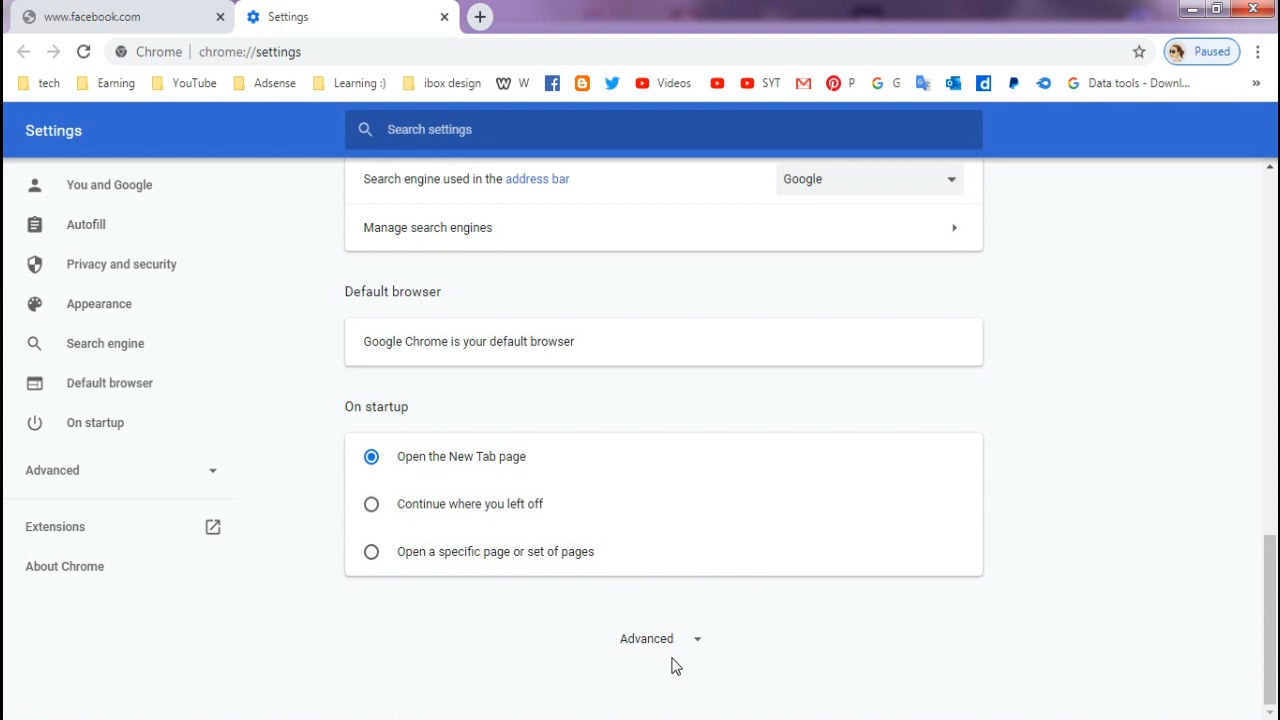 www.facebook.com
Settings
Chrome chrome://settings
Paused
tech Earning YouTube Adsense Learning :) ibox design W Videos SYT P G Data tools - Downl... »
Settings
Search settings
You and Google
Autofill
Privacy and security
Appearance
Search engine
Default browser
On startup
Advanced
Extensions
About Chrome
Search engine used in the address bar
Google
Manage search engines
Default browser
Google Chrome is your default browser
On startup
Open the New Tab page
Continue where you left off
Open a specific page or set of pages
Advanced